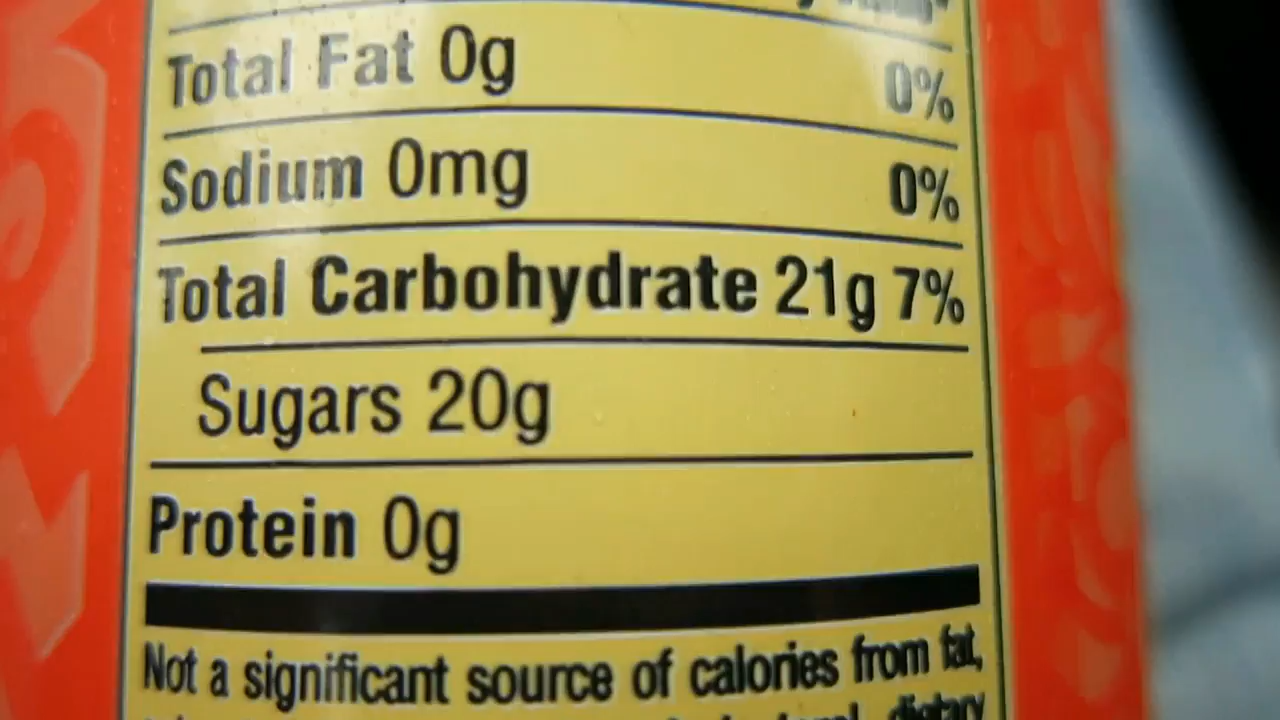 Total Fat 0g 0%
Sodium 0mg 0%
Total Carbohydrate 21g 7%
Sugars 20g
Protein 0g
Not a significant source of calories from fat,
dietary